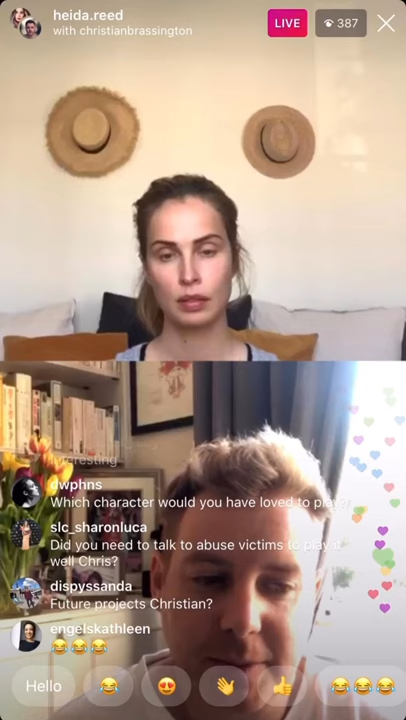 heida.reed
with christianbrassington
LIVE
387
dwphns
Which character would you have loved to play?
slc_sharonluca
Did you need to talk to abuse victims to play it
well Chris?
dispyssanda
Future projects Christian?
engelskathleen
😂😂😂
Hello
😂 😍 👋 👍 😂😂😂